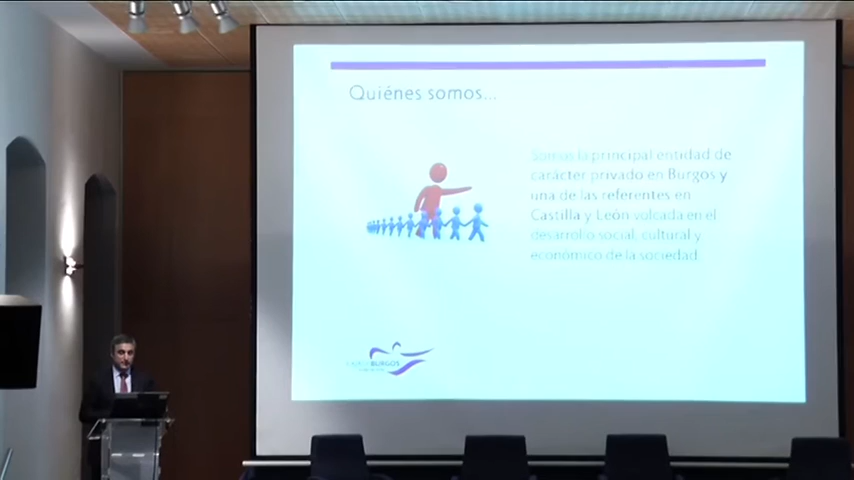 Quiénes somos...
Somos la principal entidad de
carácter privado en Burgos y
una de las referentes en
Castilla y León volcada en el
desarrollo social, cultural y
económico de la sociedad.
BURGOS